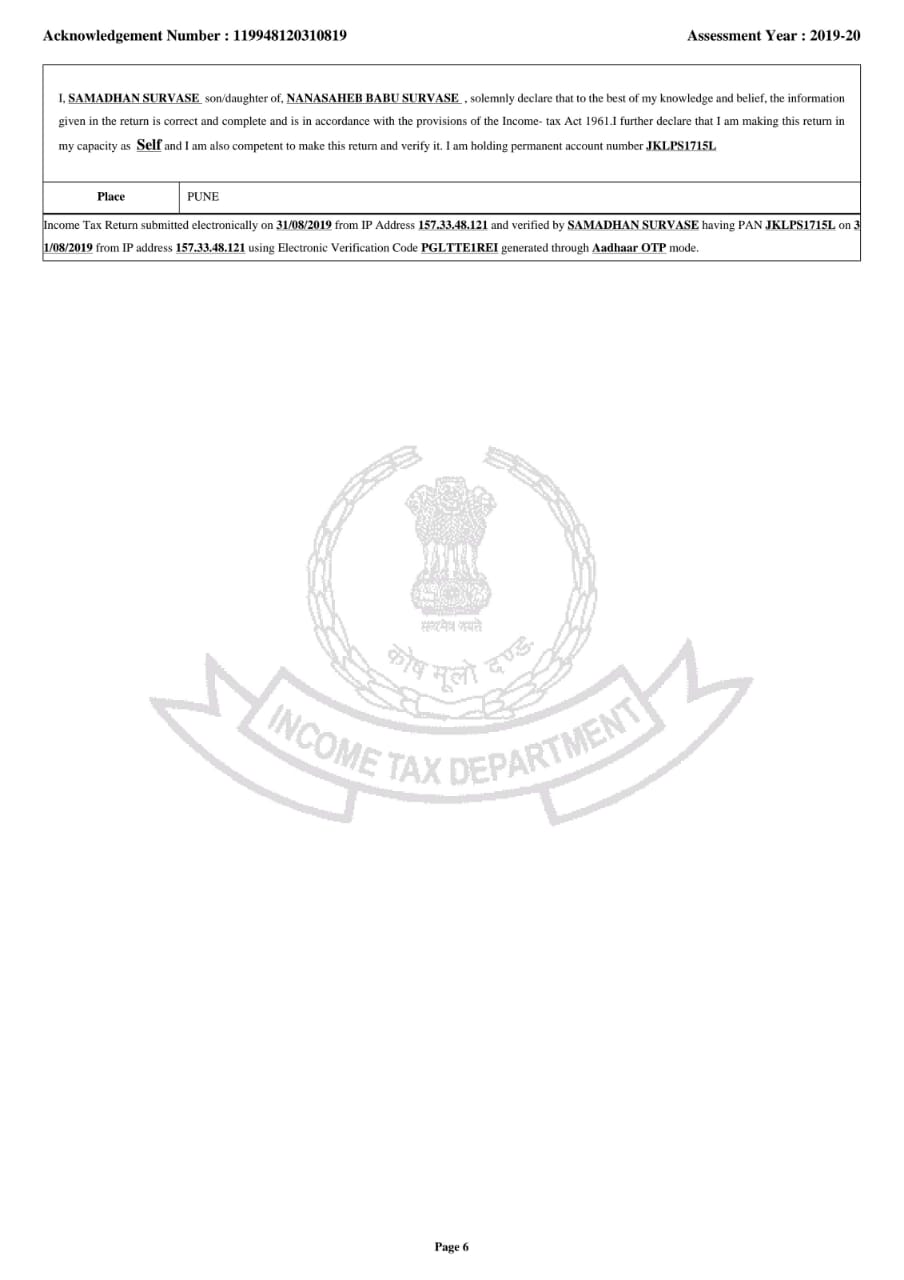 Acknowledgement Number : 119948120310819 Assessment Year : 2019-20
I, SAMADHAN SURVASE son/daughter of, NANASAHEB BABU SURVASE , solemnly declare that to the best of my knowledge and belief, the information
given in the return is correct and complete and is in accordance with the provisions of the Income- tax Act 1961.I further declare that I am making this return in
my capacity as Self and I am also competent to make this return and verify it. I am holding permanent account number JKLPS1715L
Place PUNE
Income Tax Return submitted electronically on 31/08/2019 from IP Address 157.33.48.121 and verified by SAMADHAN SURVASE having PAN JKLPS1715L on 3
1/08/2019 from IP address 157.33.48.121 using Electronic Verification Code PGLTTE1REI generated through Aadhaar OTP mode.
सत्यमेव जयते
कोष मूलो दण्ड:
INCOME TAX DEPARTMENT
Page 6